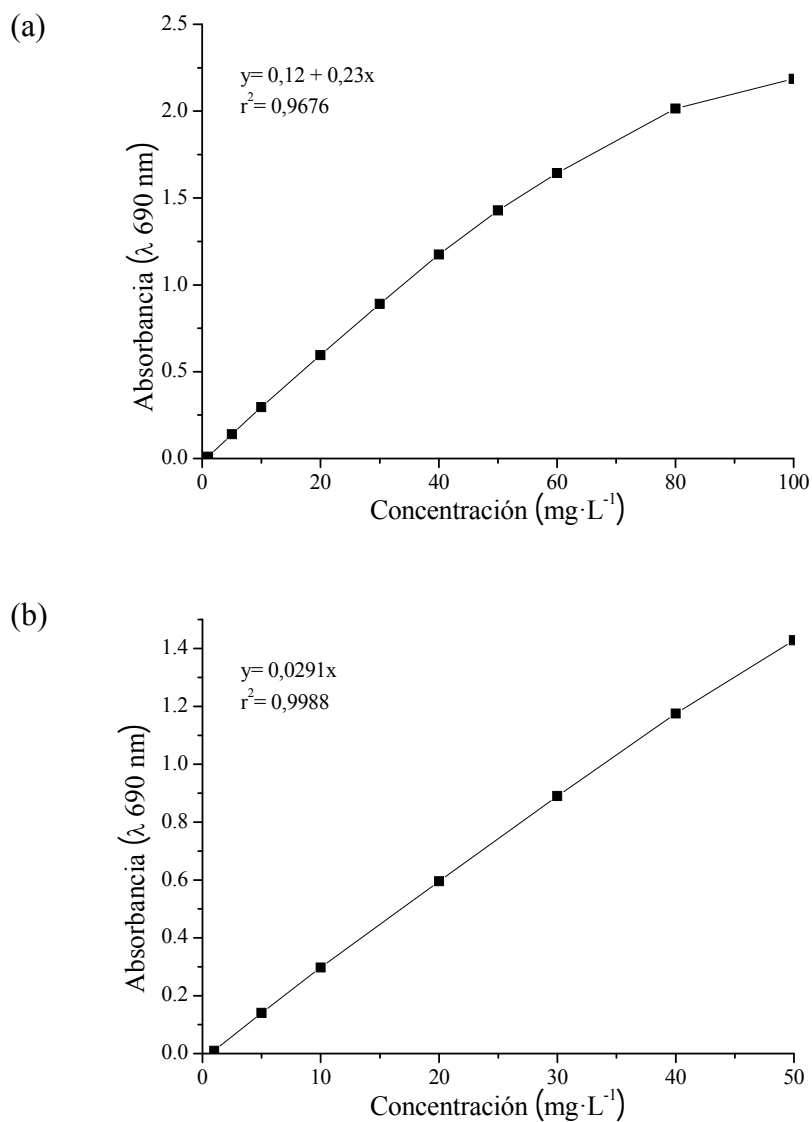 (a)
2.5
y= 0,12 + 0,23x
r²= 0,9676
2.0
1.5
1.0
0.5
0.0
Absorbancia (λ 690 nm)
0 20 40 60 80 100
Concentración (mg·L⁻¹)
(b)
1.4
y= 0,0291x
r²= 0,9988
1.2
1.0
0.8
0.6
0.4
0.2
0.0
Absorbancia (λ 690 nm)
0 10 20 30 40 50
Concentración (mg·L⁻¹)